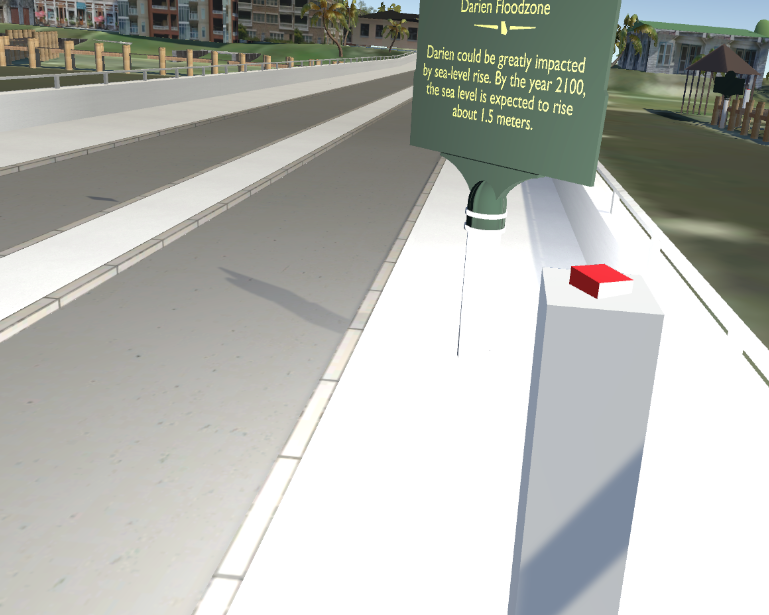 Darien Floodzone
Darien could be greatly impacted
by sea-level rise. By the year 2100,
the sea level is expected to rise
about 1.5 meters.